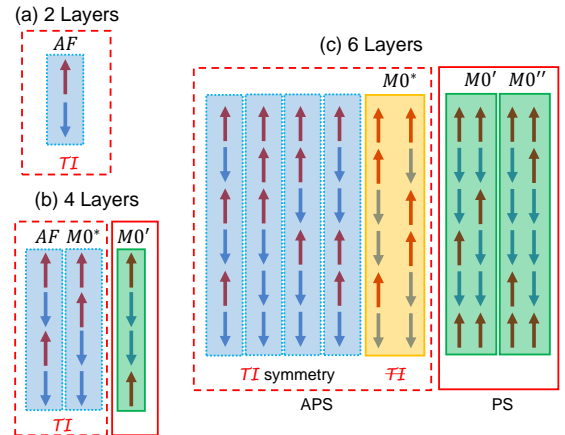 (a) 2 Layers
AF
TI
(b) 4 Layers
AF M0* M0'
TI
(c) 6 Layers
M0* M0' M0''
TI symmetry TI
APS PS